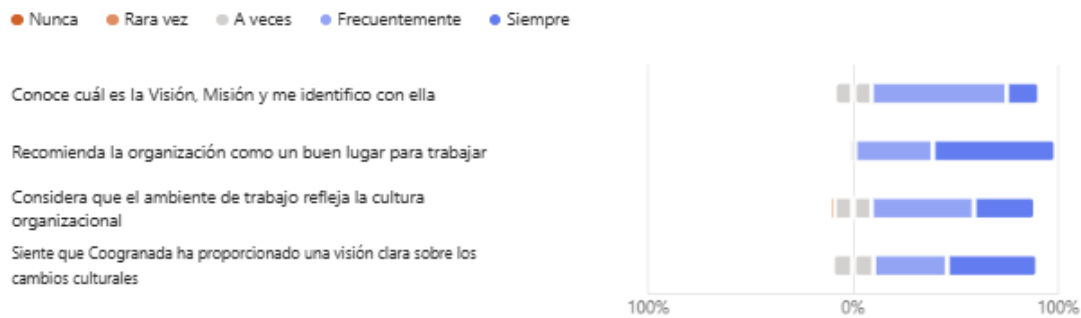 Nunca Rara vez A veces Frecuentemente Siempre
Conoce cuál es la Visión, Misión y me identifico con ella
Recomienda la organización como un buen lugar para trabajar
Considera que el ambiente de trabajo refleja la cultura
organizacional
Siente que Coogranada ha proporcionado una visión clara sobre los
cambios culturales
100% 0% 100%